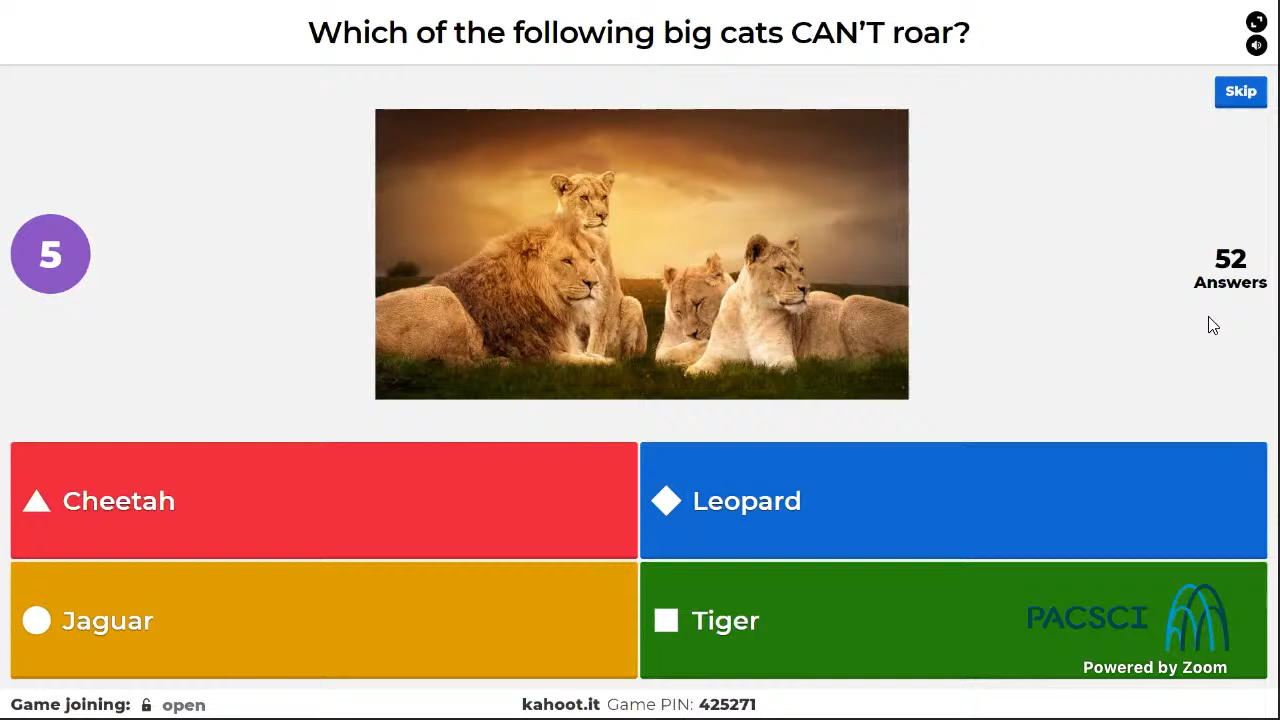 Which of the following big cats CAN'T roar?
Skip
5
52
Answers
Cheetah
Leopard
Jaguar
Tiger
PACSCI
Powered by Zoom
Game joining: open
kahoot.it Game PIN: 425271